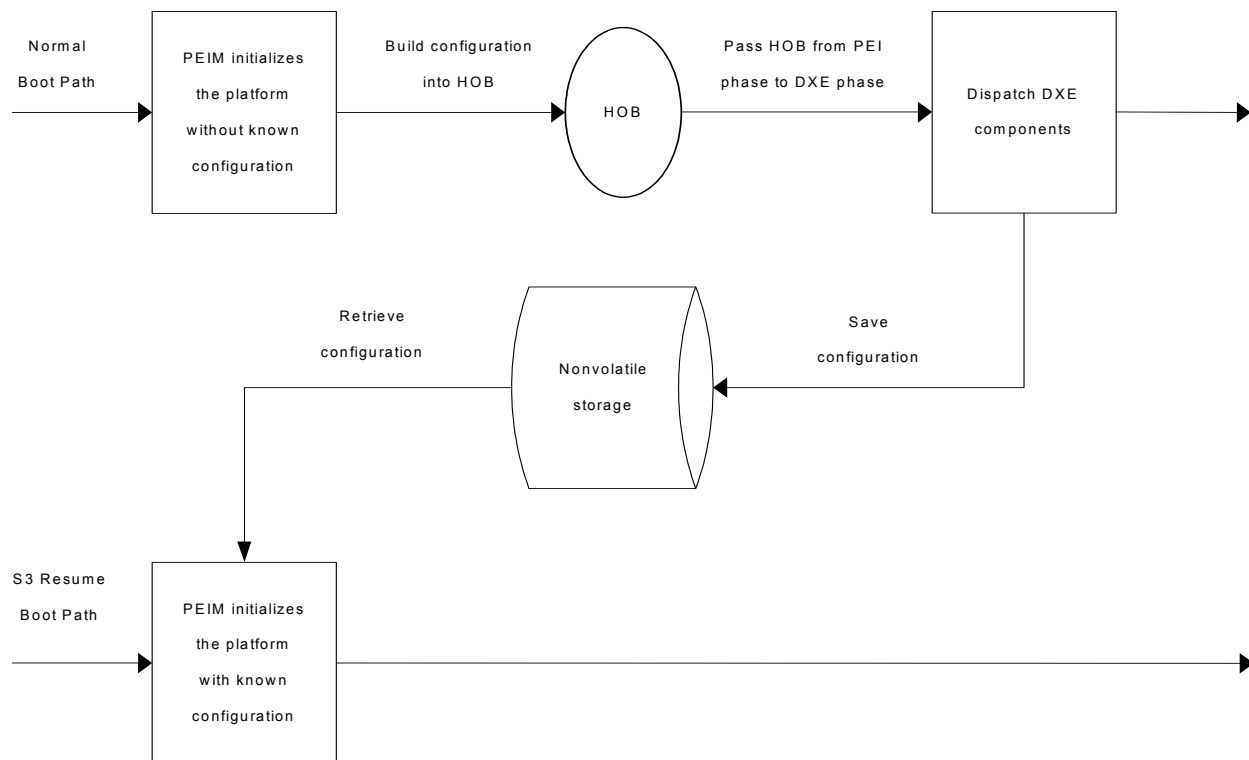 Normal
Boot Path
PEIM initializes
the platform
without known
configuration
Build configuration
into HOB
HOB
Pass HOB from PEI
phase to DXE phase
Dispatch DXE
components
Retrieve
configuration
Nonvolatile
storage
Save
configuration
S3 Resume
Boot Path
PEIM initializes
the platform
with known
configuration